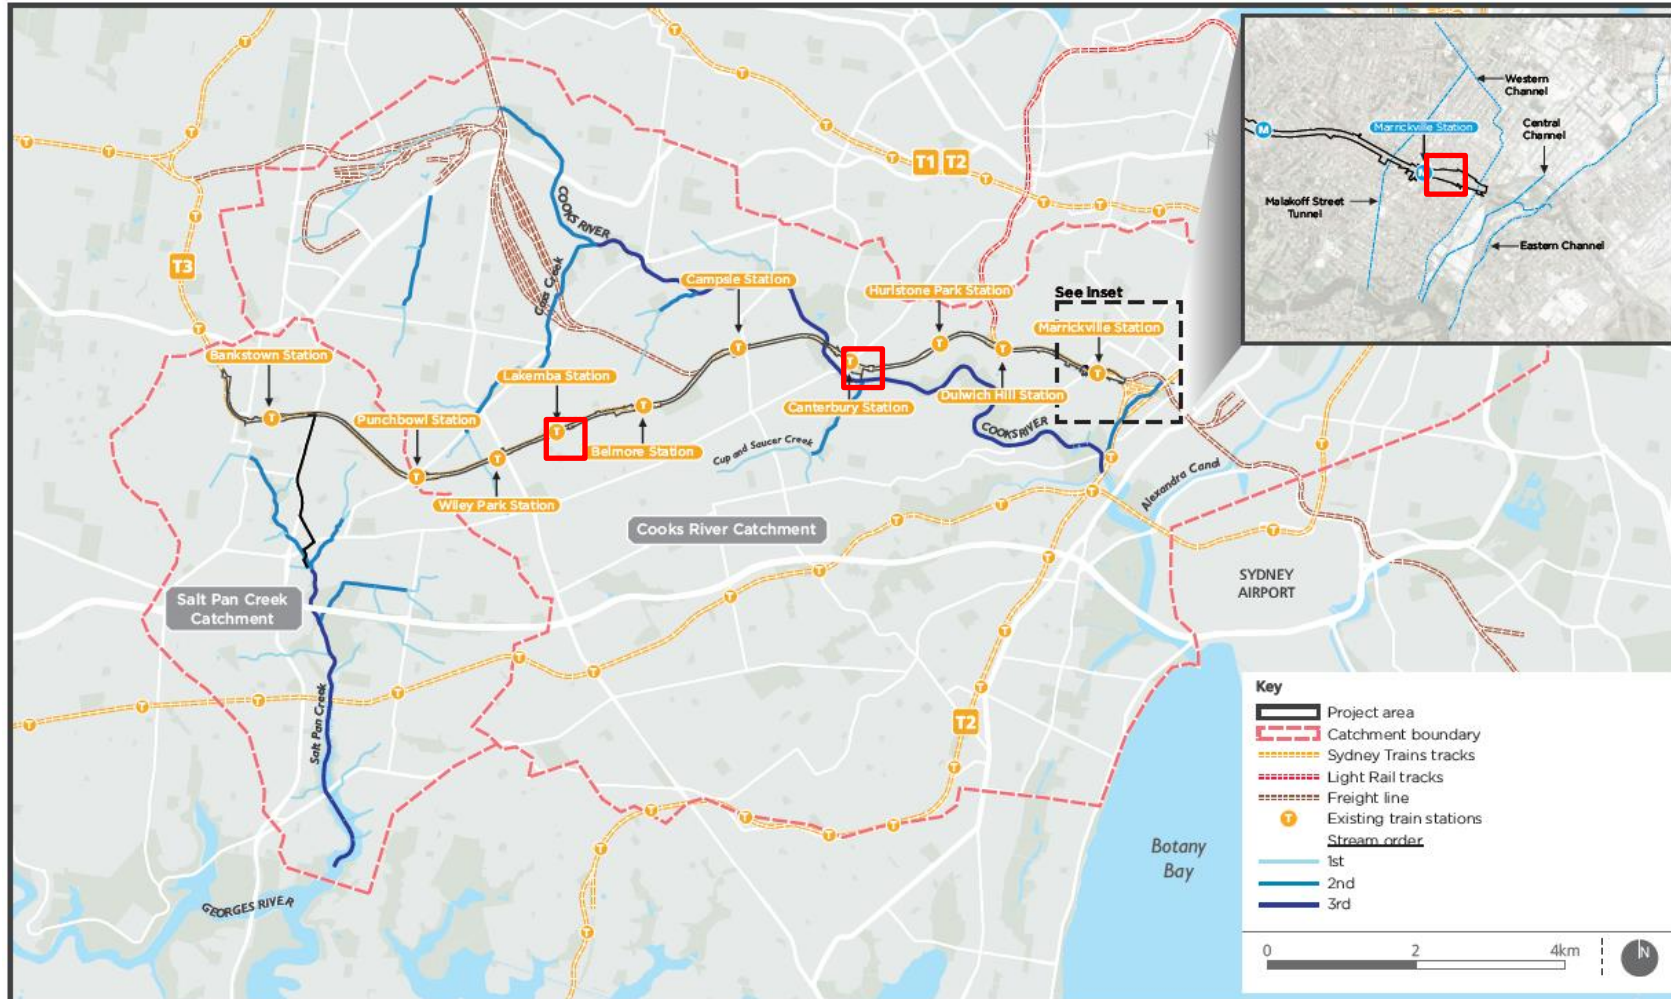 T1 T2
T3
COOKS RIVER
Coxs Creek
Campsie Station
Hurlstone Park Station
See Inset
Marrickville Station
Bankstown Station
Lakemba Station
Punchbowl Station
Canterbury Station
Dulwich Hill Station
Belmore Station
COOKS RIVER
Cup and Saucer Creek
Wiley Park Station
Alexandra Canal
Cooks River Catchment
Salt Pan Creek
Catchment
SYDNEY
AIRPORT
Salt Pan Creek
T2
Botany
Bay
GEORGES RIVER
Western
Channel
Central
Channel
M
Marrickville Station
Malakoff Street
Tunnel
Eastern Channel
Key
Project area
Catchment boundary
Sydney Trains tracks
Light Rail tracks
Freight line
T Existing train stations
Stream order
1st
2nd
3rd
0 2 4km
N